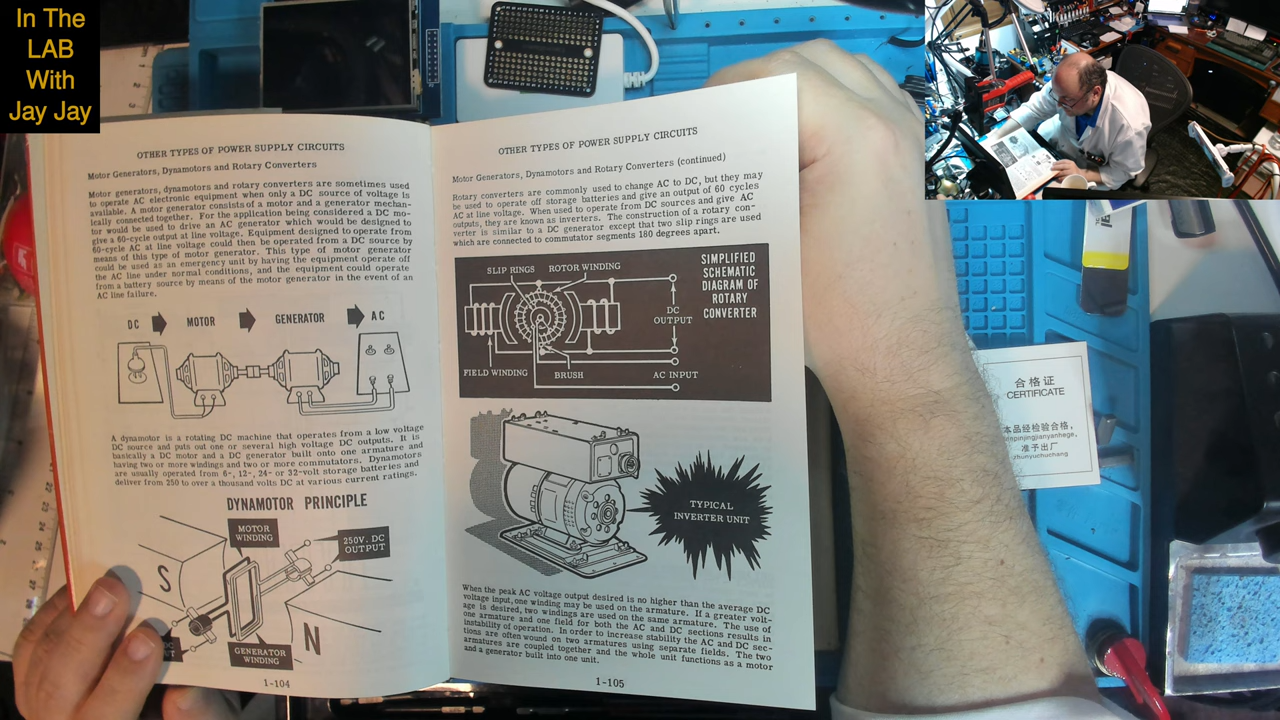 In The
LAB
With
Jay Jay
OTHER TYPES OF POWER SUPPLY CIRCUITS
Motor Generators, Dynamotors and Rotary Converters
Motor generators, dynamotors and rotary converters are sometimes used
to operate AC electronic equipment when only a DC source of voltage is
available. A motor generator consists of a motor and a generator mechan-
ically connected together. For the application being considered a DC mo-
tor would be used to drive an AC generator which would be designed to
give a 60-cycle output at line voltage. Equipment designed to operate from
60-cycle AC at line voltage could then be operated from a DC source by
means of this type of motor generator. This type of motor generator
could be used as an emergency unit by having the equipment operate off
the AC line under normal conditions, and the equipment could operate
from a battery source by means of the motor generator in the event of an
AC line failure.
DC MOTOR GENERATOR AC
A dynamotor is a rotating DC machine that operates from a low voltage
DC source and puts out one or several high voltage DC outputs. It is
basically a DC motor and a DC generator built onto one armature and
having two or more windings and two or more commutators. Dynamotors
are usually operated from 6-, 12-, 24- or 32-volt storage batteries and
deliver from 250 to over a thousand volts DC at various current ratings.
DYNAMOTOR PRINCIPLE
MOTOR
WINDING
250V. DC
OUTPUT
S
N
GENERATOR
WINDING
1-104
OTHER TYPES OF POWER SUPPLY CIRCUITS
Motor Generators, Dynamotors and Rotary Converters (continued)
Rotary converters are commonly used to change AC to DC, but they may
be used to operate off storage batteries and give an output of 60 cycles
AC at line voltage. When used to operate from DC sources and give AC
outputs, they are known as inverters. The construction of a rotary con-
verter is similar to a DC generator except that two slip rings are used
which are connected to commutator segments 180 degrees apart.
SIMPLIFIED
SCHEMATIC
DIAGRAM OF
ROTARY
CONVERTER
SLIP RINGS ROTOR WINDING
DC
OUTPUT
FIELD WINDING BRUSH AC INPUT
TYPICAL
INVERTER UNIT
When the peak AC voltage output desired is no higher than the average DC
voltage input, one winding may be used on the armature. If a greater volt-
age is desired, two windings are used on the same armature. The use of
one armature and one field for both the AC and DC sections results in
instability of operation. In order to increase stability the AC and DC sec-
tions are often wound on two armatures using separate fields. The two
armatures are coupled together and the whole unit functions as a motor
and a generator built into one unit.
1-105
合格证
CERTIFICATE
本品经检验合格,
准予出厂
zhunyuchuchang